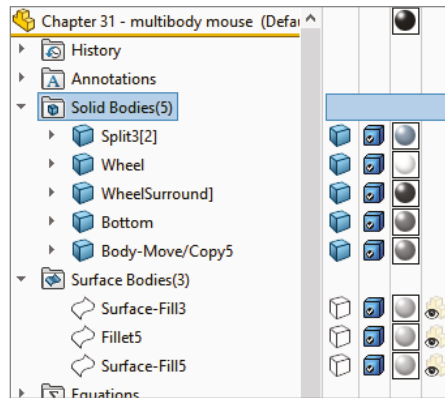 Chapter 31 - multibody mouse (Defau
History
Annotations
Solid Bodies(5)
Split3[2]
Wheel
WheelSurround]
Bottom
Body-Move/Copy5
Surface Bodies(3)
Surface-Fill3
Fillet5
Surface-Fill5
Equations